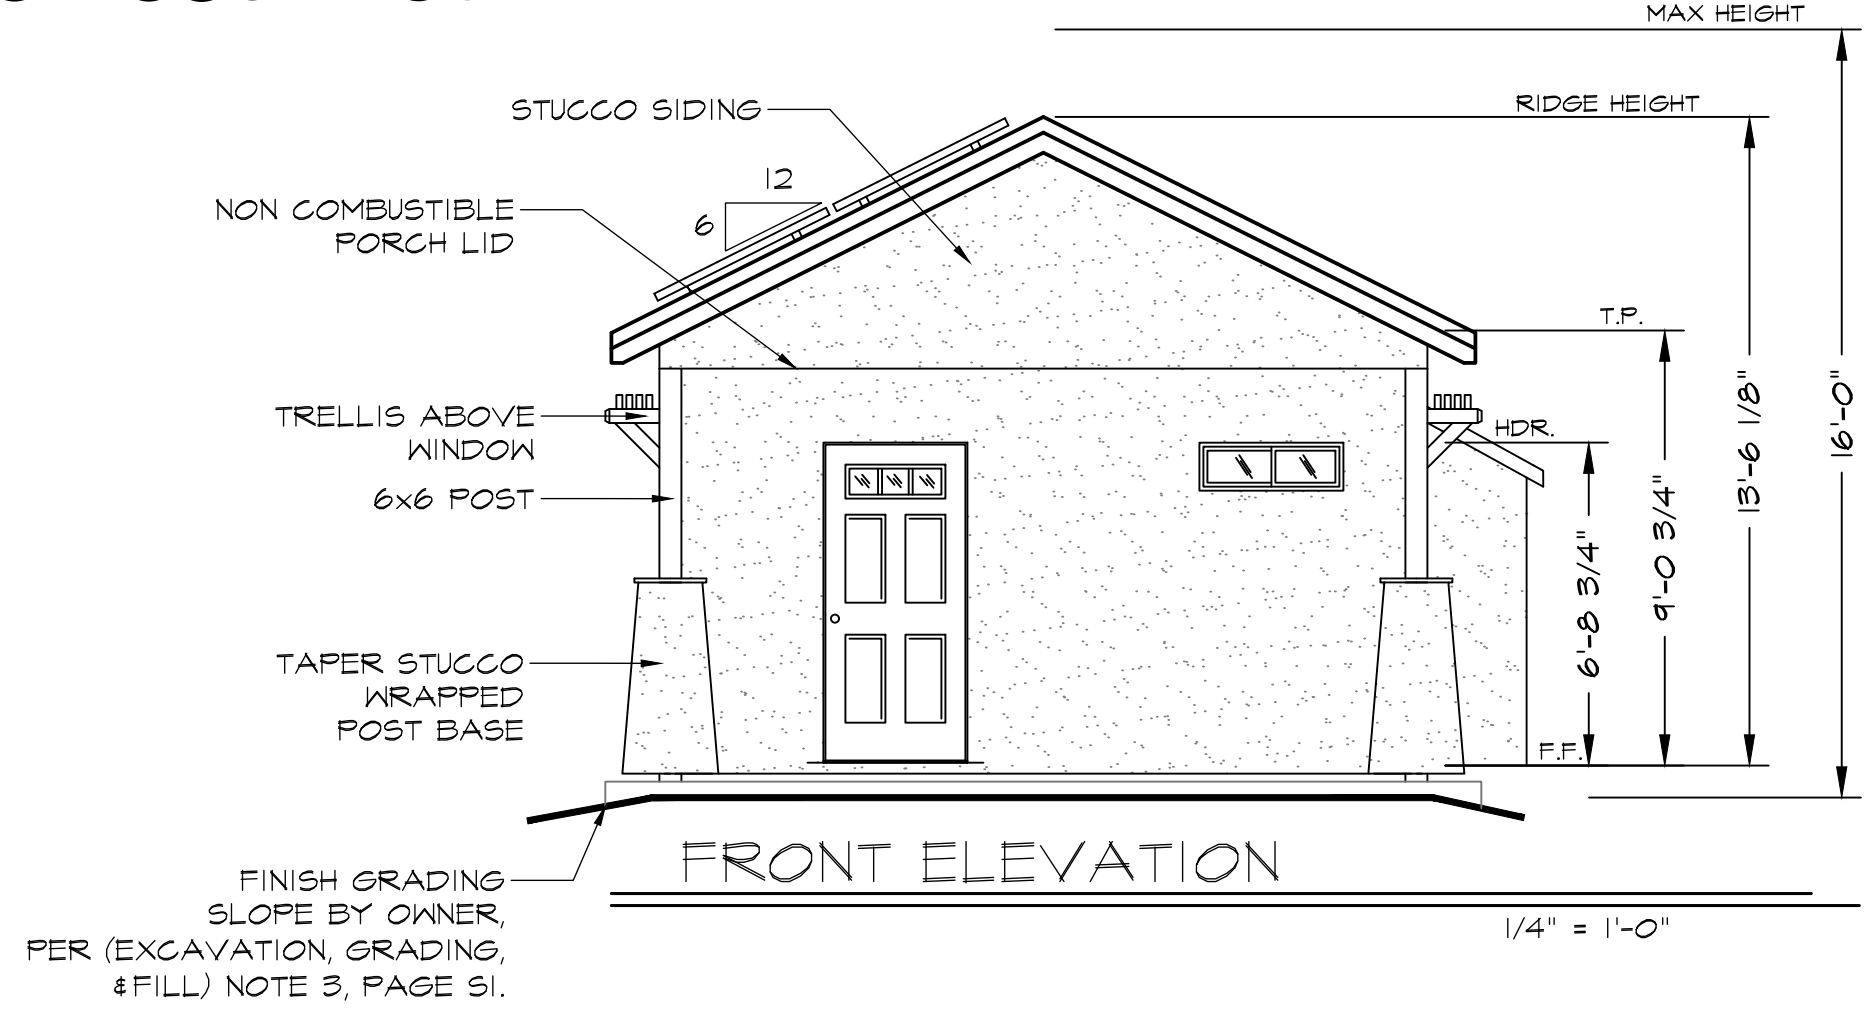 MAX HEIGHT
RIDGE HEIGHT
STUCCO SIDING
12
6
NON COMBUSTIBLE
PORCH LID
T.P.
TRELLIS ABOVE
WINDOW
HDR.
6x6 POST
6'-8 3/4"
9'-0 3/4"
13'-6 1/8"
16'-0"
TAPER STUCCO
WRAPPED
POST BASE
F.F.
FRONT ELEVATION
1/4" = 1'-0"
FINISH GRADING
SLOPE BY OWNER,
PER (EXCAVATION, GRADING,
&FILL) NOTE 3, PAGE S1.